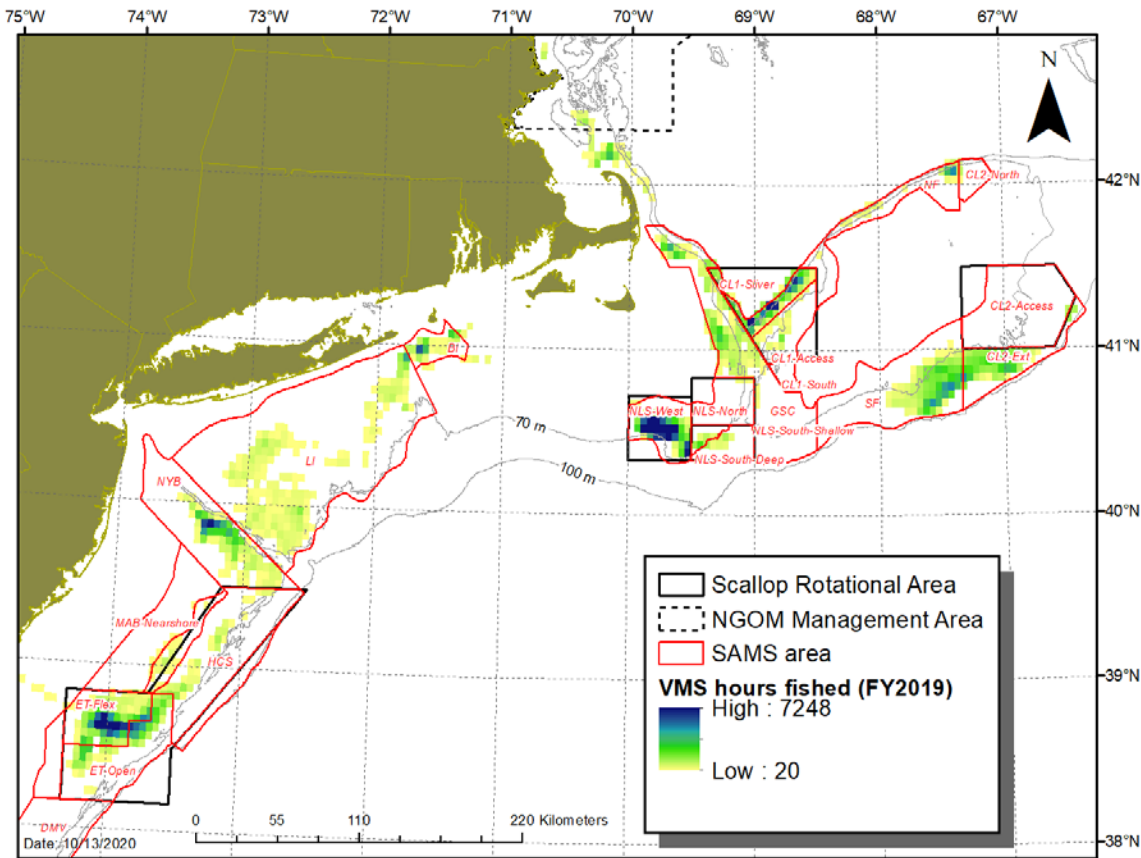 75°W 74°W 73°W 72°W 71°W 70°W 69°W 68°W 67°W
N
42°N
NF
CL2-North
CL1-Sliver
CL2-Access
41°N
BI
CL1-Access
CL2-Ext
CL1-South
SF
NLS-West
NLS-North
GSC
70 m
NLS-South-Shallow
LI
NLS-South-Deep
100 m
NYB
40°N
Scallop Rotational Area
NGOM Management Area
SAMS area
VMS hours fished (FY2019)
High : 7248
Low : 20
MAB-Nearshore
HCS
39°N
ET-Flex
ET-Open
0 55 110 220 Kilometers
DMV
Date: 10/13/2020
38°N